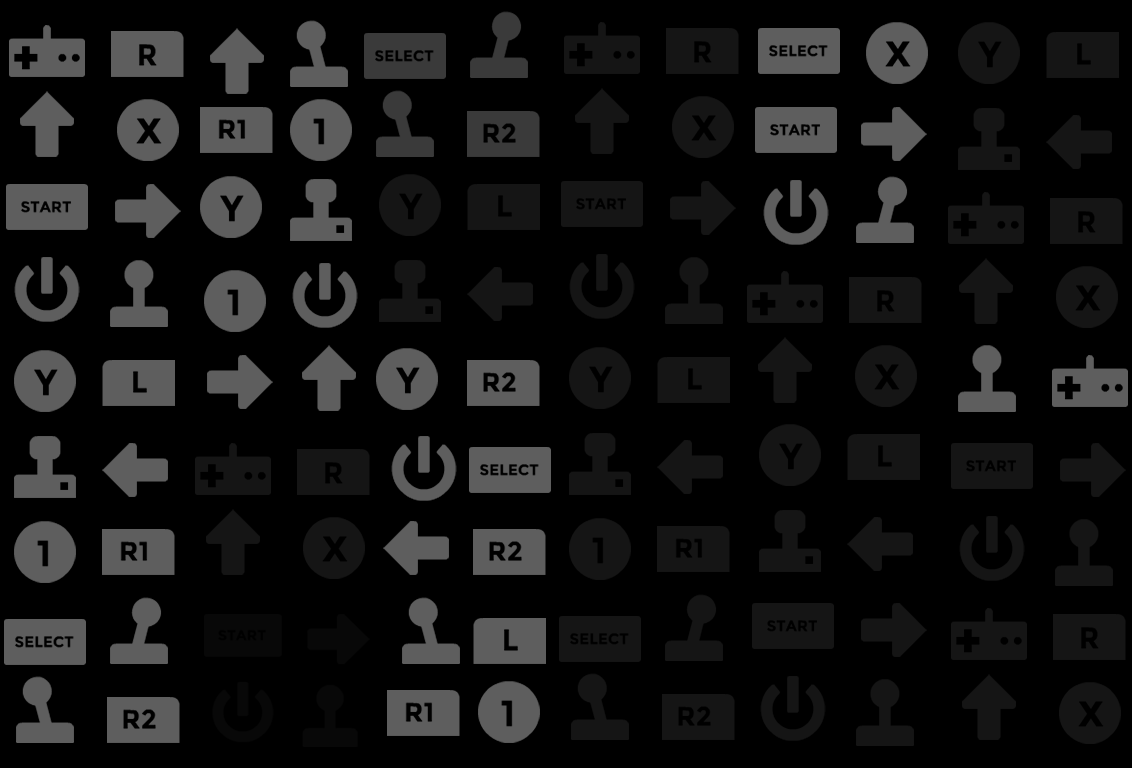 R SELECT R SELECT X Y L
X R1 1 R2 X START
START Y Y L START R
1 R X
Y L Y R2 Y L X
R SELECT Y L START
1 R1 X R2 1 R1
SELECT START L SELECT START R
R2 R1 1 R2 X